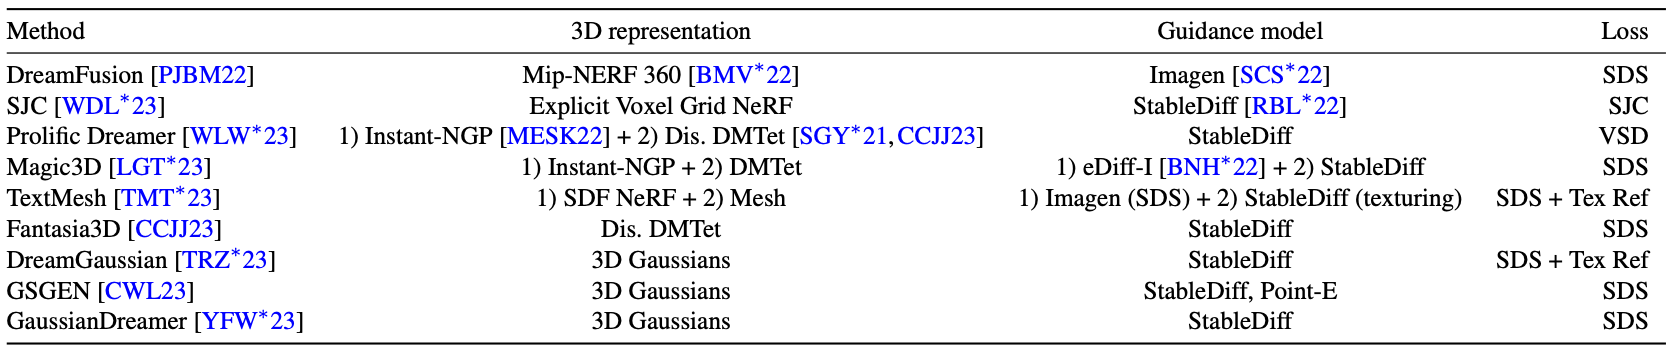 Method 3D representation Guidance model Loss
DreamFusion [PJBM22] Mip-NERF 360 [BMV*22] Imagen [SCS*22] SDS
SJC [WDL*23] Explicit Voxel Grid NeRF StableDiff [RBL*22] SJC
Prolific Dreamer [WLW*23] 1) Instant-NGP [MESK22] + 2) Dis. DMTet [SGY*21, CCJJ23] StableDiff VSD
Magic3D [LGT*23] 1) Instant-NGP + 2) DMTet 1) eDiff-I [BNH*22] + 2) StableDiff SDS
TextMesh [TMT*23] 1) SDF NeRF + 2) Mesh 1) Imagen (SDS) + 2) StableDiff (texturing) SDS + Tex Ref
Fantasia3D [CCJJ23] Dis. DMTet StableDiff SDS
DreamGaussian [TRZ*23] 3D Gaussians StableDiff SDS + Tex Ref
GSGEN [CWL23] 3D Gaussians StableDiff, Point-E SDS
GaussianDreamer [YFW*23] 3D Gaussians StableDiff SDS